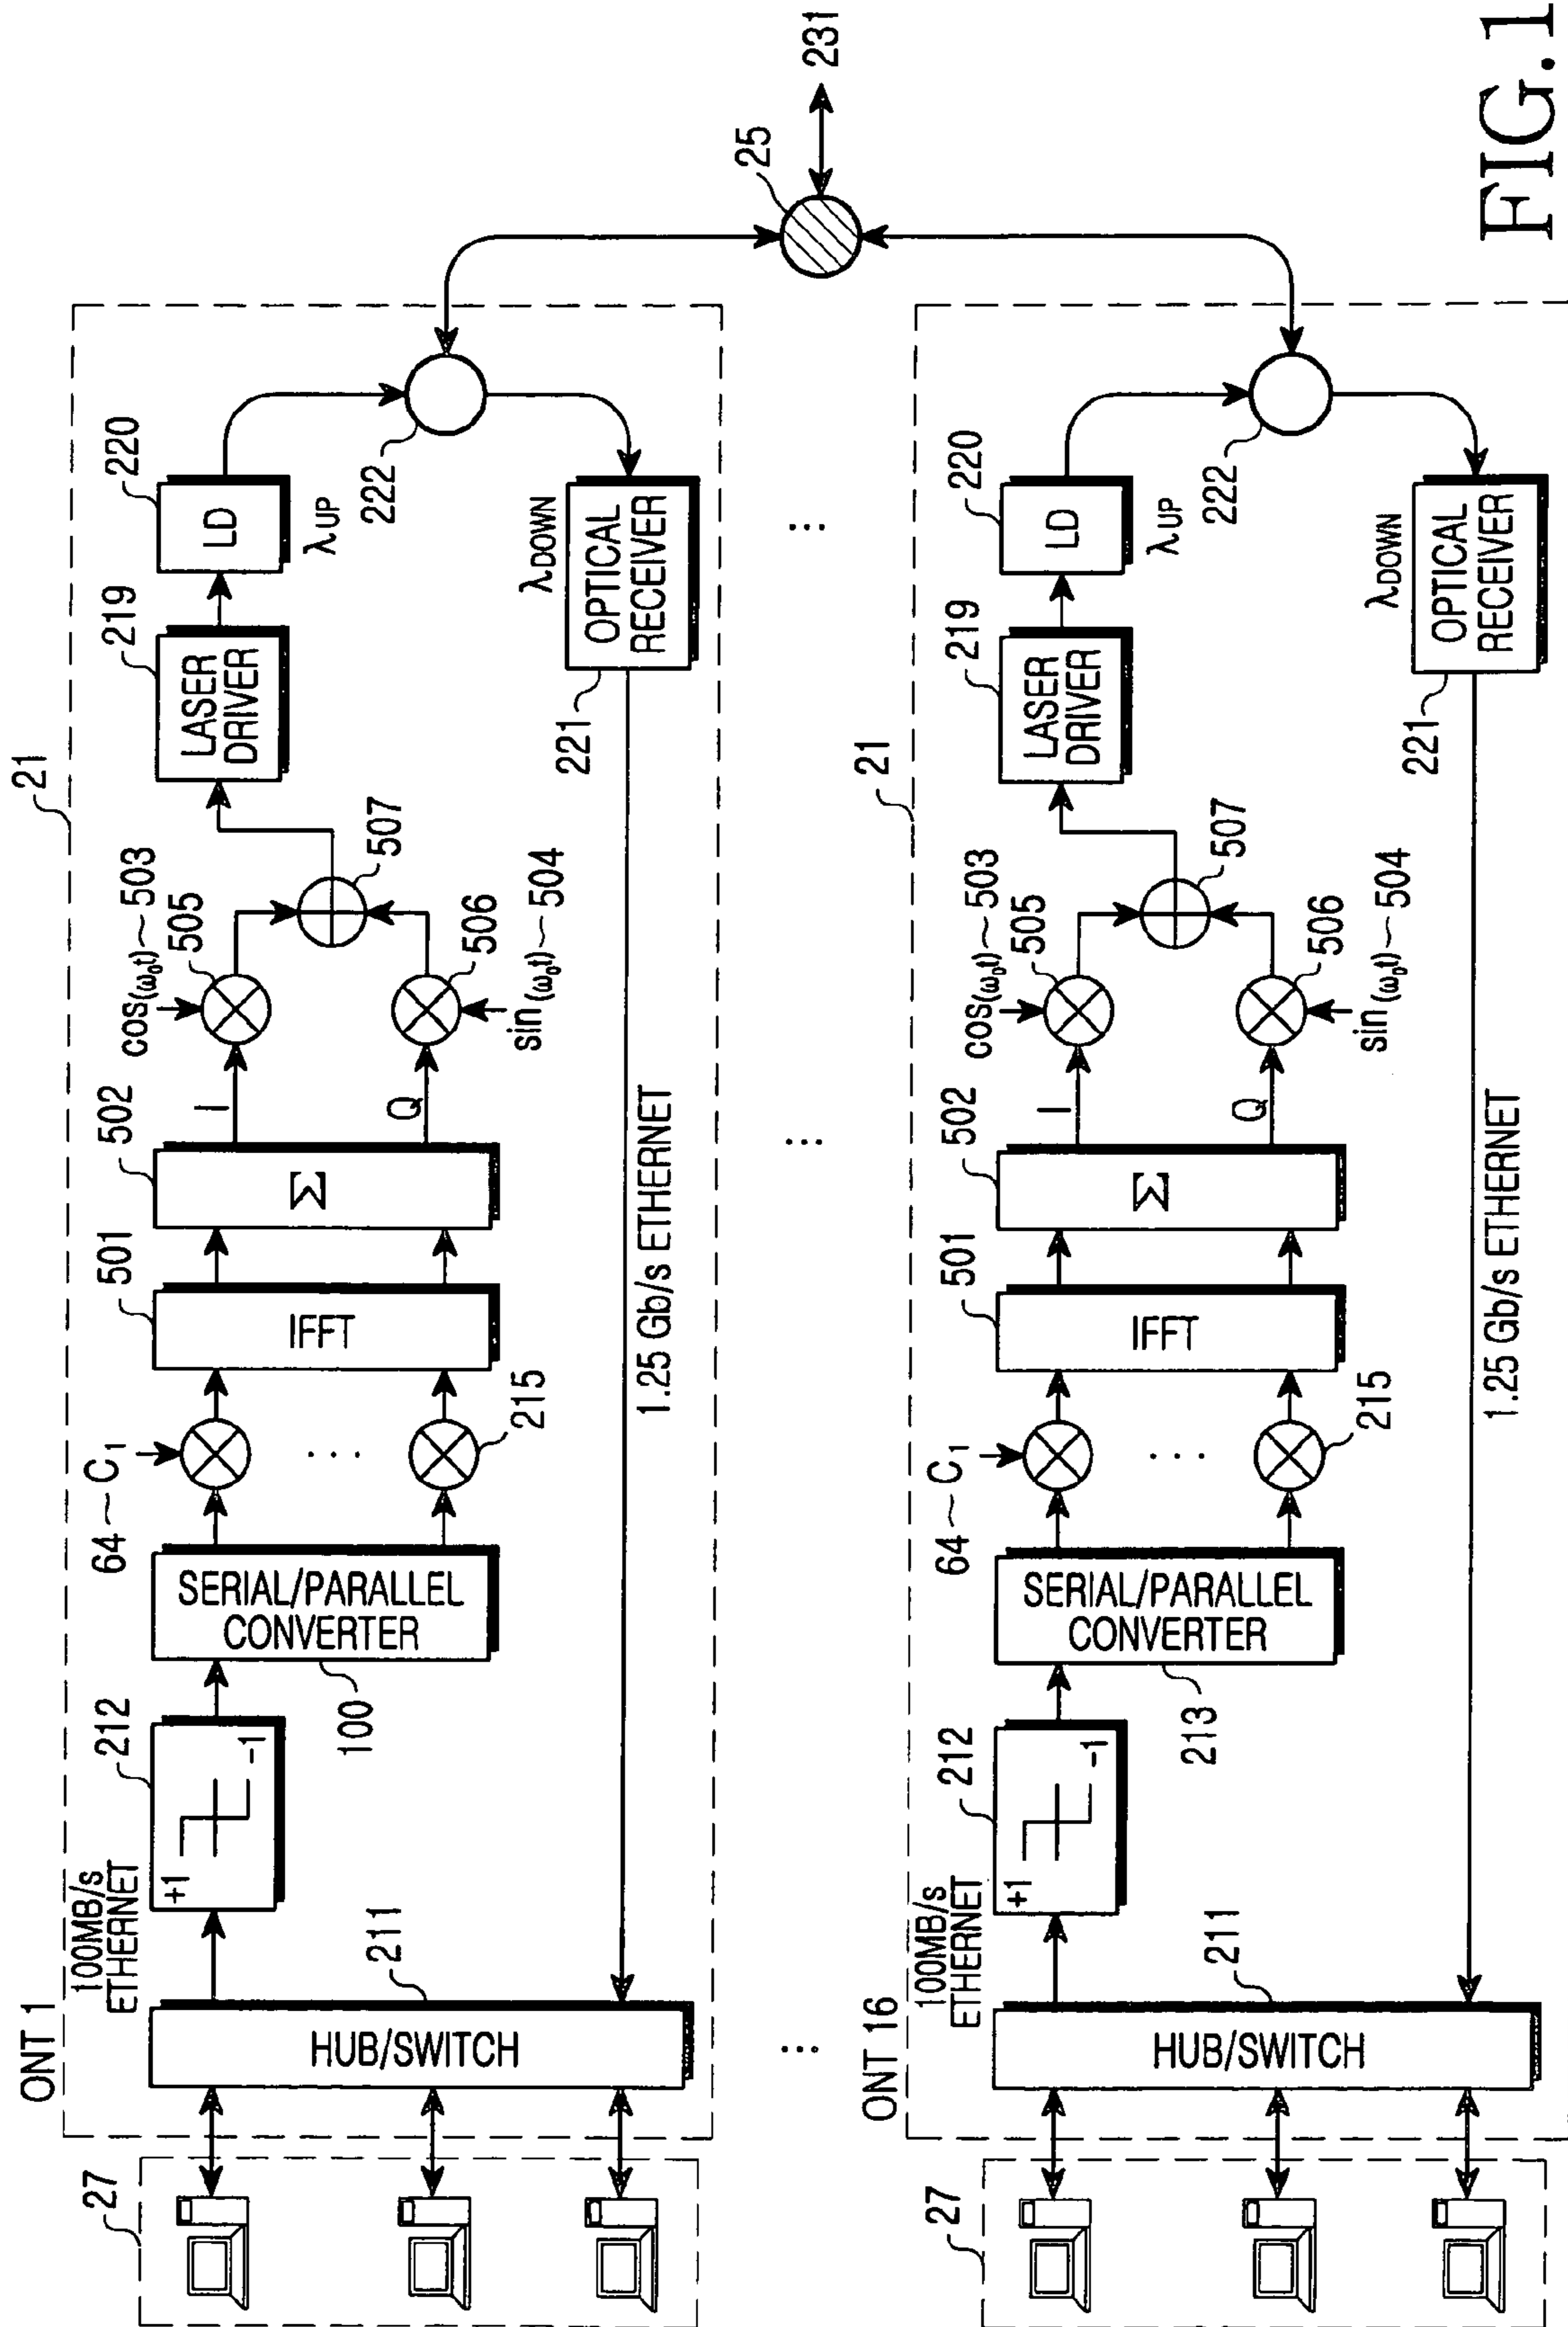 ONT 1
21
27
211
HUB/SWITCH
100MB/s
ETHERNET
212
+1
-1
100
SERIAL/PARALLEL
CONVERTER
64
C1
215
501
IFFT
502
Σ
I
Q
cos(ω0t)
503
505
506
sin(ω0t)
504
507
219
LASER
DRIVER
220
LD
λUP
222
λDOWN
OPTICAL
RECEIVER
221
1.25 Gb/s ETHERNET
...
...
...
25
231
ONT 16
21
27
211
HUB/SWITCH
100MB/s
ETHERNET
212
+1
-1
213
SERIAL/PARALLEL
CONVERTER
64
C1
215
501
IFFT
502
Σ
I
Q
cos(ω0t)
503
505
506
sin(ω0t)
504
507
219
LASER
DRIVER
220
LD
λUP
222
λDOWN
OPTICAL
RECEIVER
221
1.25 Gb/s ETHERNET
FIG.1